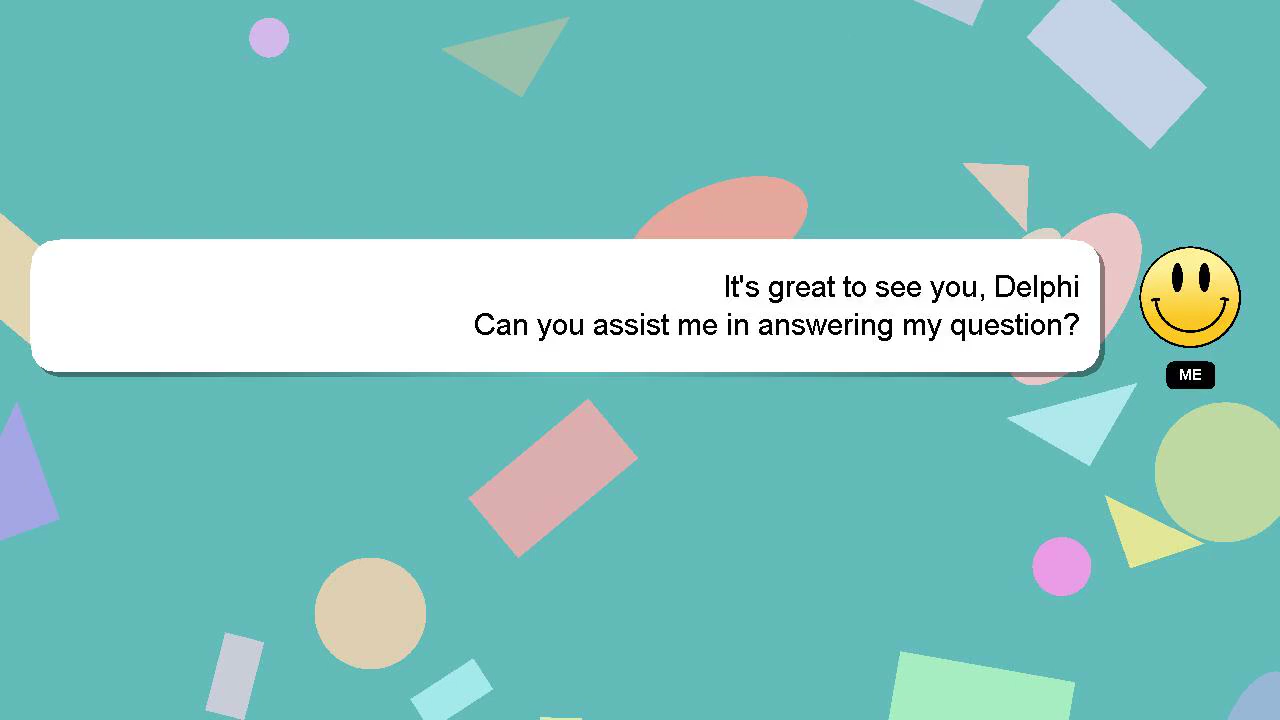 It's great to see you, Delphi
Can you assist me in answering my question?
ME